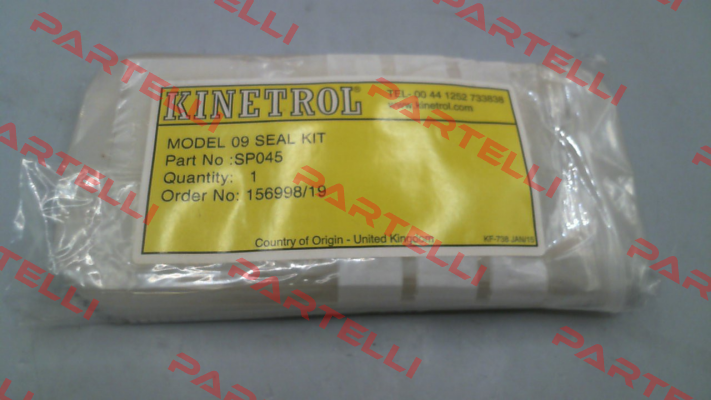 KINETROL®
TEL: 00 44 1252 733838
www.kinetrol.com
MODEL 09 SEAL KIT
Part No :SP045
Quantity: 1
Order No: 156998/19
Country of Origin - United Kingdom
PARTELLI
PARTELLI
PARTELLI
PARTELLI
PARTELLI
PARTELLI
PARTELLI